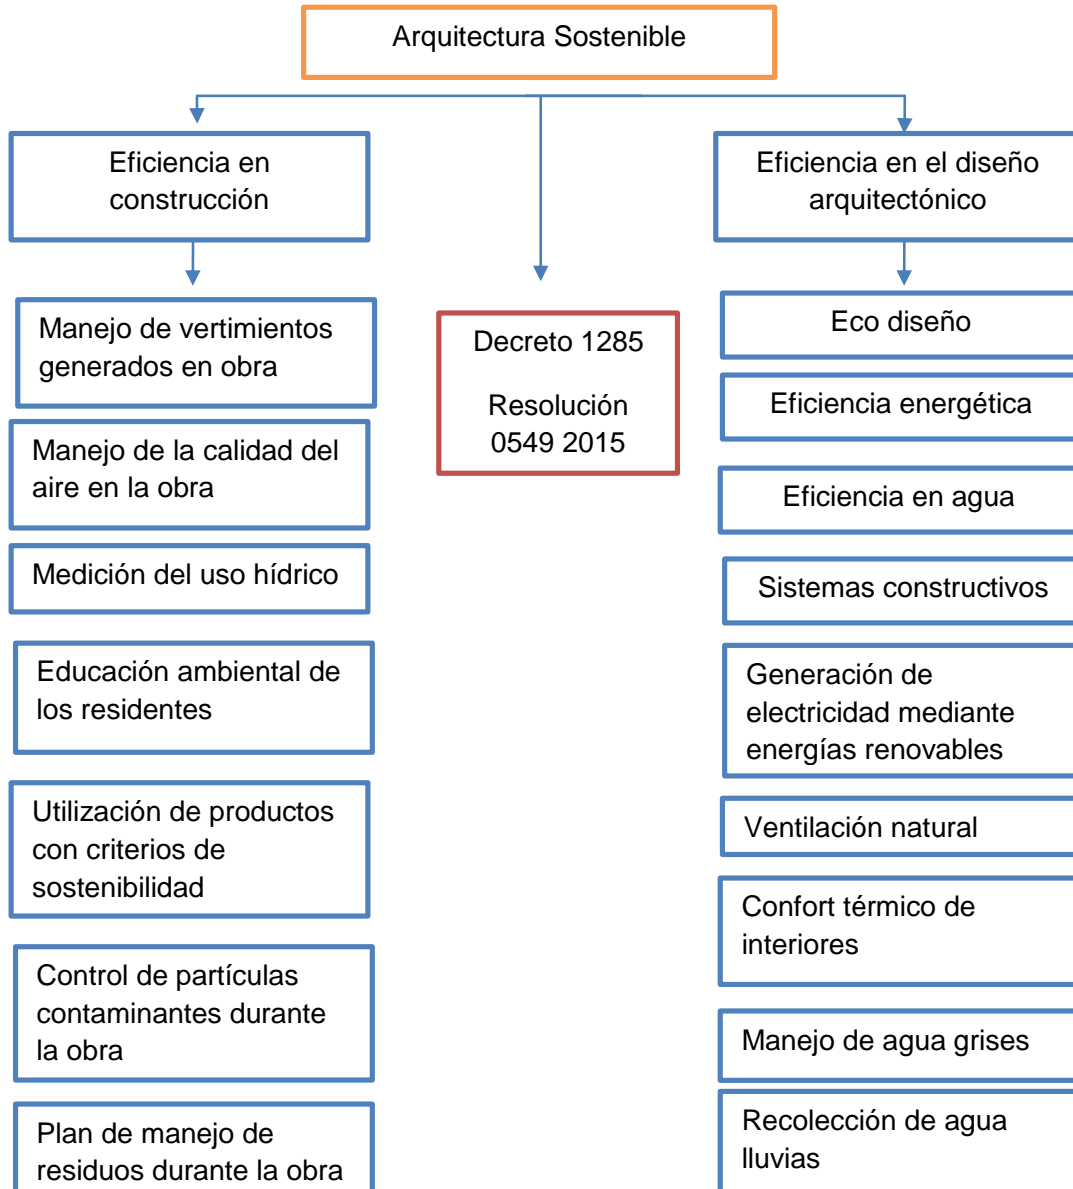 Arquitectura Sostenible
Eficiencia en
construcción
Manejo de vertimientos
generados en obra
Manejo de la calidad del
aire en la obra
Medición del uso hídrico
Educación ambiental de
los residentes
Utilización de productos
con criterios de
sostenibilidad
Control de partículas
contaminantes durante
la obra
Plan de manejo de
residuos durante la obra
Decreto 1285
Resolución
0549 2015
Eficiencia en el diseño
arquitectónico
Eco diseño
Eficiencia energética
Eficiencia en agua
Sistemas constructivos
Generación de
electricidad mediante
energías renovables
Ventilación natural
Confort térmico de
interiores
Manejo de agua grises
Recolección de agua
lluvias